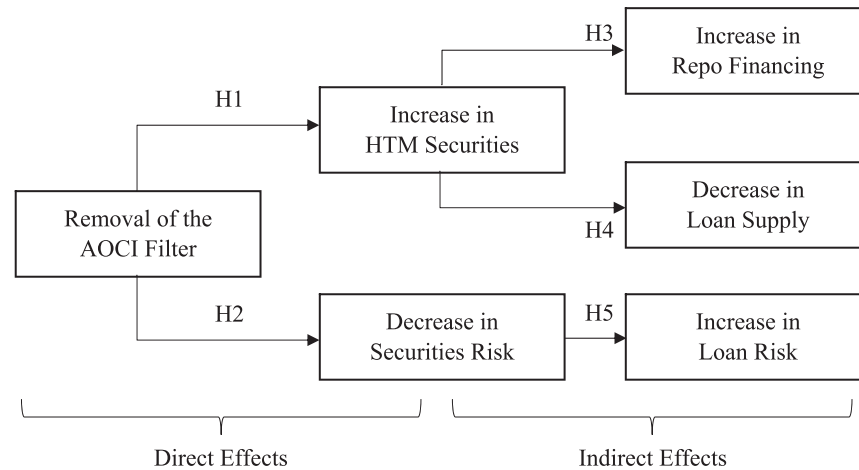 H3
Increase in
Repo Financing
H1
Increase in
HTM Securities
Decrease in
Loan Supply
H4
Removal of the
AOCI Filter
H2
Decrease in
Securities Risk
H5
Increase in
Loan Risk
Direct Effects
Indirect Effects